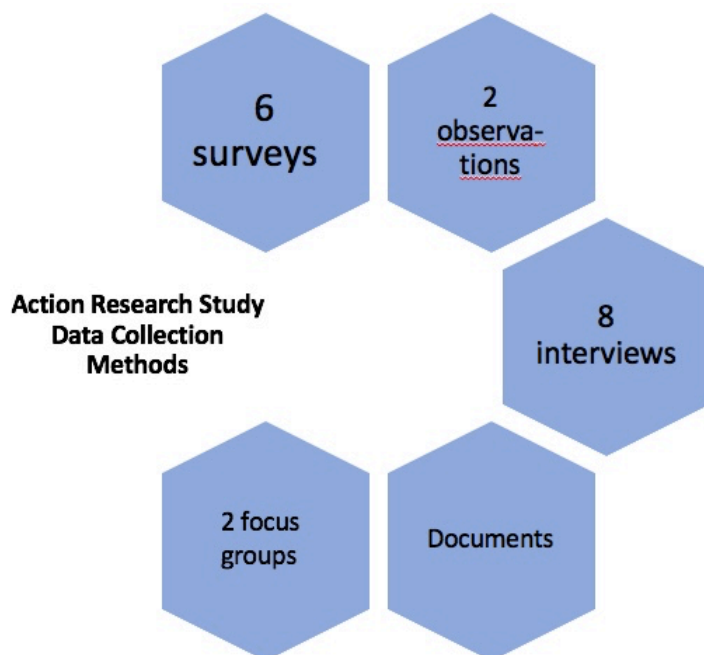 6
surveys
2
observa-
tions
Action Research Study
Data Collection
Methods
8
interviews
2 focus
groups
Documents